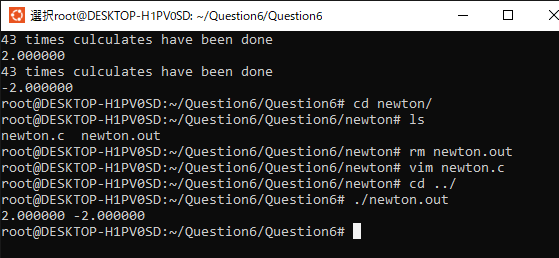 選択root@DESKTOP-H1PV0SD: ~/Question6/Question6
43 times culculates have been done
2.000000
43 times culculates have been done
-2.000000
root@DESKTOP-H1PV0SD:~/Question6/Question6# cd newton/
root@DESKTOP-H1PV0SD:~/Question6/Question6/newton# ls
newton.c  newton.out
root@DESKTOP-H1PV0SD:~/Question6/Question6/newton# rm newton.out
root@DESKTOP-H1PV0SD:~/Question6/Question6/newton# vim newton.c
root@DESKTOP-H1PV0SD:~/Question6/Question6/newton# cd ../
root@DESKTOP-H1PV0SD:~/Question6/Question6# ./newton.out
2.000000 -2.000000
root@DESKTOP-H1PV0SD:~/Question6/Question6#